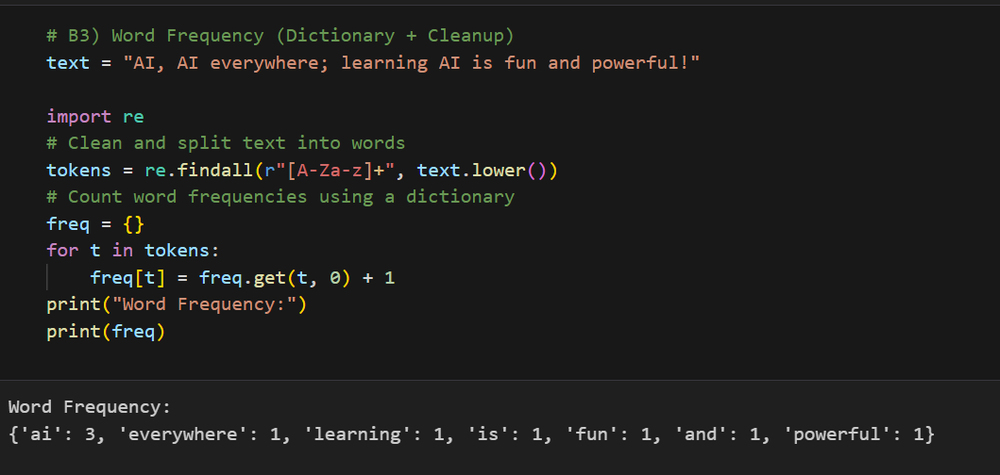 # B3) Word Frequency (Dictionary + Cleanup)
text = "AI, AI everywhere; learning AI is fun and powerful!"
import re
# Clean and split text into words
tokens = re.findall(r"[A-Za-z]+", text.lower())
# Count word frequencies using a dictionary
freq = {}
for t in tokens:
    freq[t] = freq.get(t, 0) + 1
print("Word Frequency:")
print(freq)
Word Frequency:
{'ai': 3, 'everywhere': 1, 'learning': 1, 'is': 1, 'fun': 1, 'and': 1, 'powerful': 1}